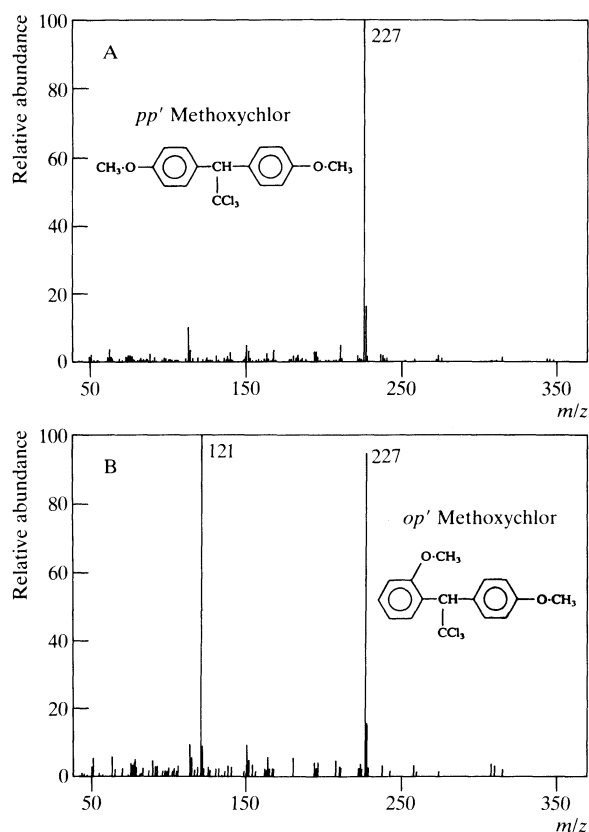 Relative abundance
100
80
60
40
20
0
A
pp′ Methoxychlor
CH₃·O
CH
O·CH₃
CCl₃
227
50
150
250
350
m/z
Relative abundance
100
80
60
40
20
0
B
121
227
op′ Methoxychlor
O·CH₃
CH
O·CH₃
CCl₃
50
150
250
350
m/z